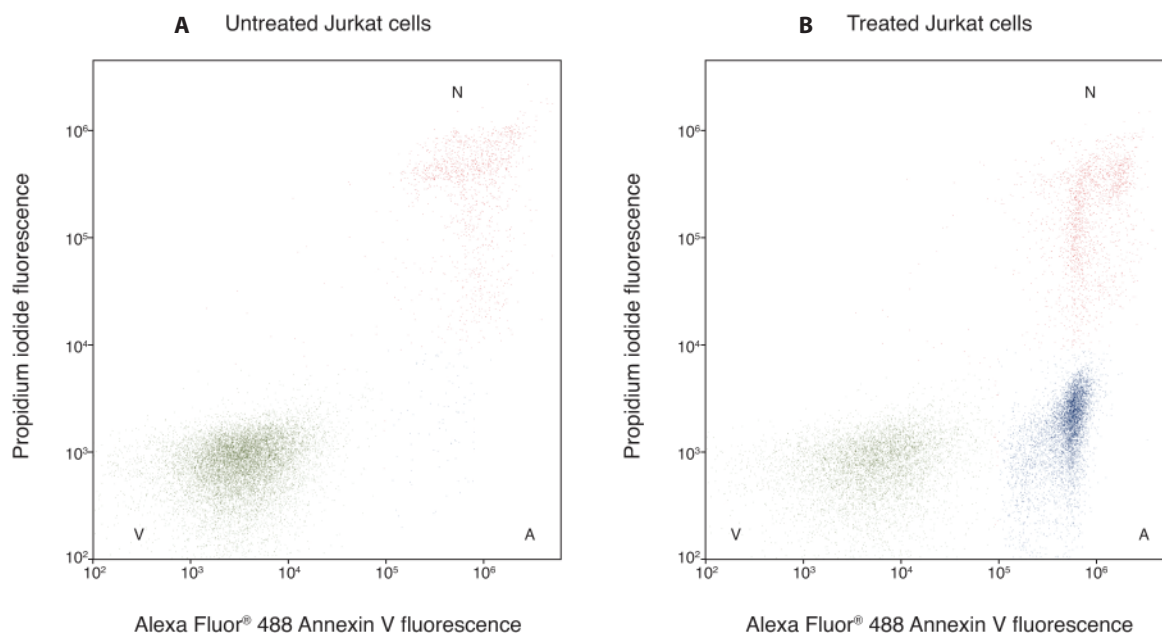 A Untreated Jurkat cells
Propidium iodide fluorescence
N
10⁶
10⁵
10⁴
10³
10²
V
A
10² 10³ 10⁴ 10⁵ 10⁶
Alexa Fluor® 488 Annexin V fluorescence
B Treated Jurkat cells
Propidium iodide fluorescence
N
10⁶
10⁵
10⁴
10³
10²
V
A
10² 10³ 10⁴ 10⁵ 10⁶
Alexa Fluor® 488 Annexin V fluorescence